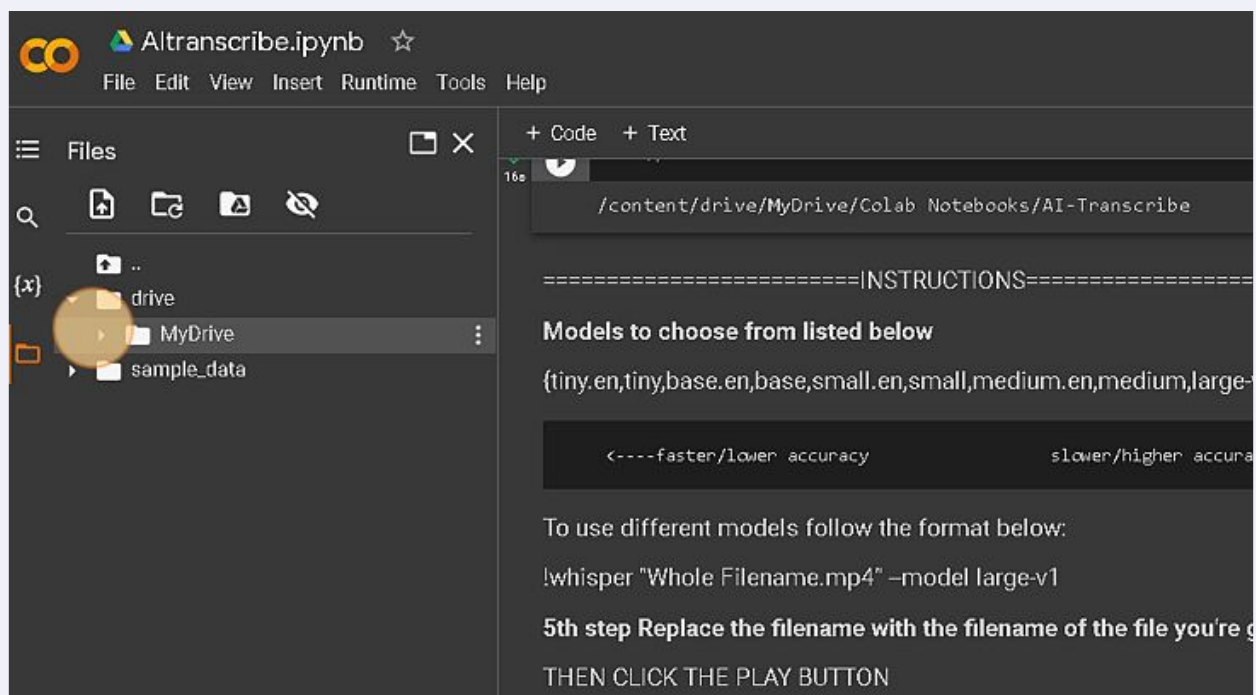 AItranscribe.ipynb
File Edit View Insert Runtime Tools Help
Files
+ Code + Text
16s
/content/drive/MyDrive/Colab Notebooks/AI-Transcribe
..
{x}
drive
MyDrive
sample_data
=========================INSTRUCTIONS==================
Models to choose from listed below
{tiny.en,tiny,base.en,base,small.en,small,medium.en,medium,large-
<----faster/lower accuracy slower/higher accura
To use different models follow the format below:
!whisper "Whole Filename.mp4" –model large-v1
5th step Replace the filename with the filename of the file you're
THEN CLICK THE PLAY BUTTON